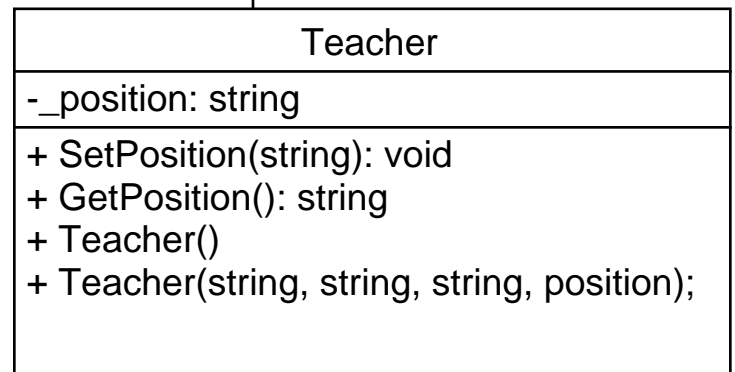 Teacher
-_position: string
+ SetPosition(string): void
+ GetPosition(): string
+ Teacher()
+ Teacher(string, string, string, position);